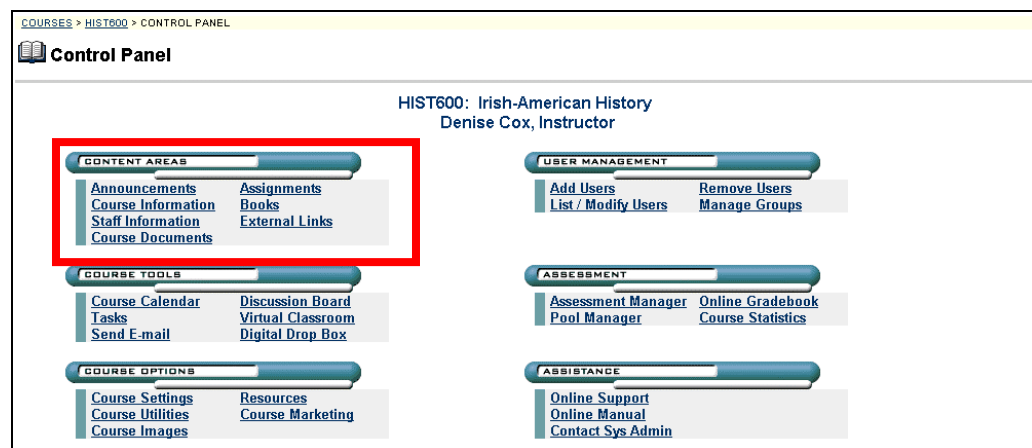 COURSES > HIST600 > CONTROL PANEL
Control Panel
HIST600: Irish-American History
Denise Cox, Instructor
CONTENT AREAS
Announcements Assignments
Course Information Books
Staff Information External Links
Course Documents
USER MANAGEMENT
Add Users Remove Users
List / Modify Users Manage Groups
COURSE TOOLS
Course Calendar Discussion Board
Tasks Virtual Classroom
Send E-mail Digital Drop Box
ASSESSMENT
Assessment Manager Online Gradebook
Pool Manager Course Statistics
COURSE OPTIONS
Course Settings Resources
Course Utilities Course Marketing
Course Images
ASSISTANCE
Online Support
Online Manual
Contact Sys Admin